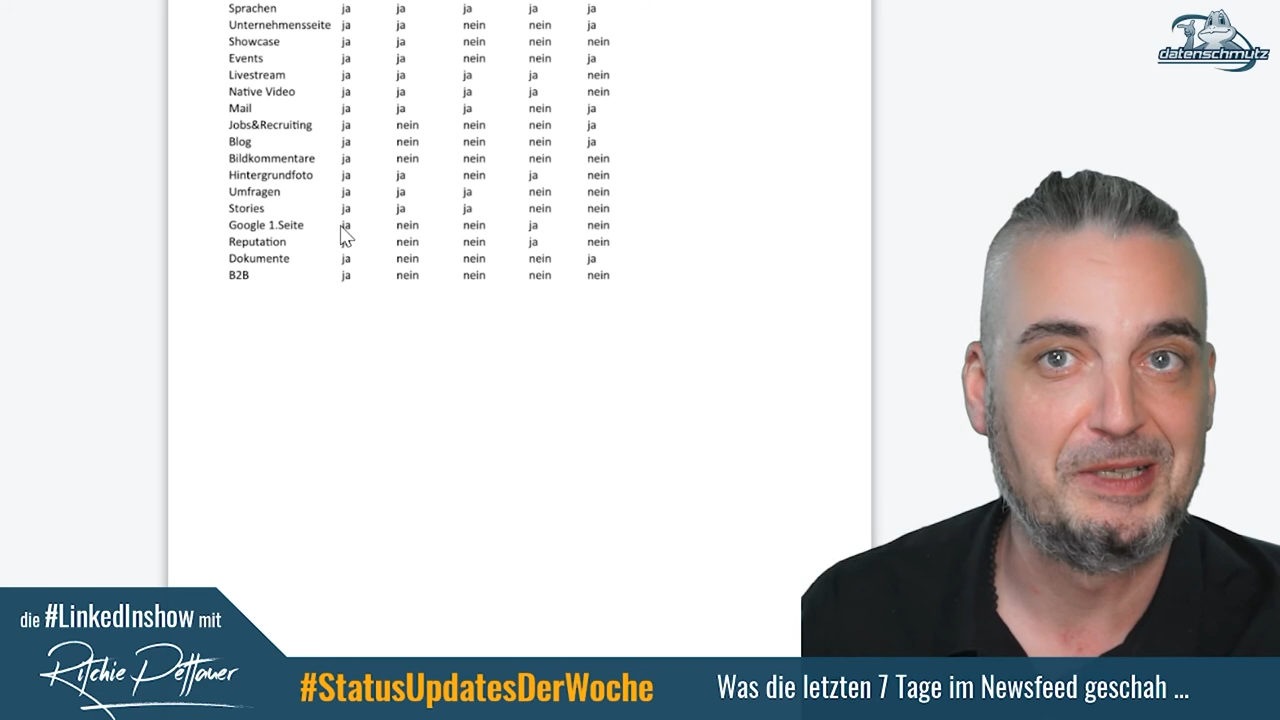 Sprachen ja ja ja ja ja
Unternehmensseite ja ja nein nein ja
Showcase ja ja nein nein nein
Events ja ja nein nein ja
Livestream ja ja ja ja nein
Native Video ja ja ja ja nein
Mail ja ja ja nein ja
Jobs&Recruiting ja nein nein nein ja
Blog ja nein nein nein ja
Bildkommentare ja nein nein nein nein
Hintergrundfoto ja ja nein ja nein
Umfragen ja ja ja nein nein
Stories ja ja ja nein nein
Google 1.Seite ja nein nein ja nein
Reputation nein nein ja nein
Dokumente ja nein nein nein ja
B2B ja nein nein nein nein
datenschmutz
die #LinkedInshow mit
Ritchie Pettauer
#StatusUpdatesDerWoche
Was die letzten 7 Tage im Newsfeed geschah ...